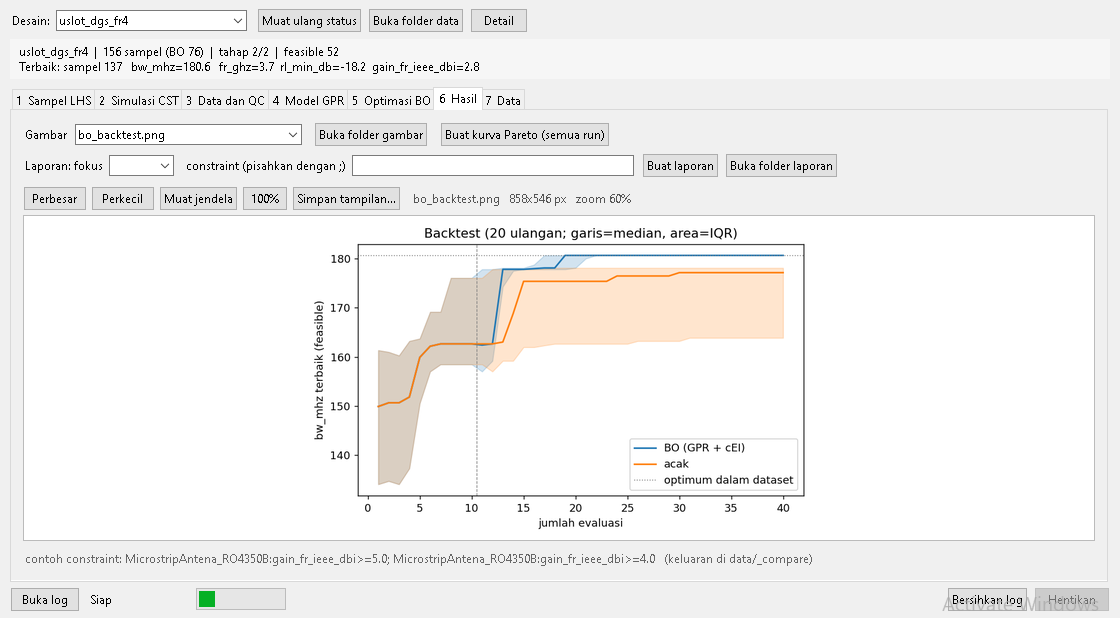 Desain: uslot_dgs_fr4 Muat ulang status Buka folder data Detail
uslot_dgs_fr4 | 156 sampel (BO 76) | tahap 2/2 | feasible 52
Terbaik: sampel 137 bw_mhz=180.6 fr_ghz=3.7 rl_min_db=-18.2 gain_fr_ieee_dbi=2.8
1 Sampel LHS 2 Simulasi CST 3 Data dan QC 4 Model GPR 5 Optimasi BO 6 Hasil 7 Data
Gambar bo_backtest.png Buka folder gambar Buat kurva Pareto (semua run)
Laporan: fokus constraint (pisahkan dengan ;) Buat laporan Buka folder laporan
Perbesar Perkecil Muat jendela 100% Simpan tampilan... bo_backtest.png 858x546 px zoom 60%
Backtest (20 ulangan; garis=median, area=IQR)
bw_mhz terbaik (feasible)
180
170
160
150
140
BO (GPR + cEI)
acak
optimum dalam dataset
0 5 10 15 20 25 30 35 40
jumlah evaluasi
contoh constraint: MicrostripAntena_RO4350B:gain_fr_ieee_dbi>=5.0; MicrostripAntena_RO4350B:gain_fr_ieee_dbi>=4.0 (keluaran di data/_compare)
Buka log Siap Bersihkan log Hentikan
Activate Windows